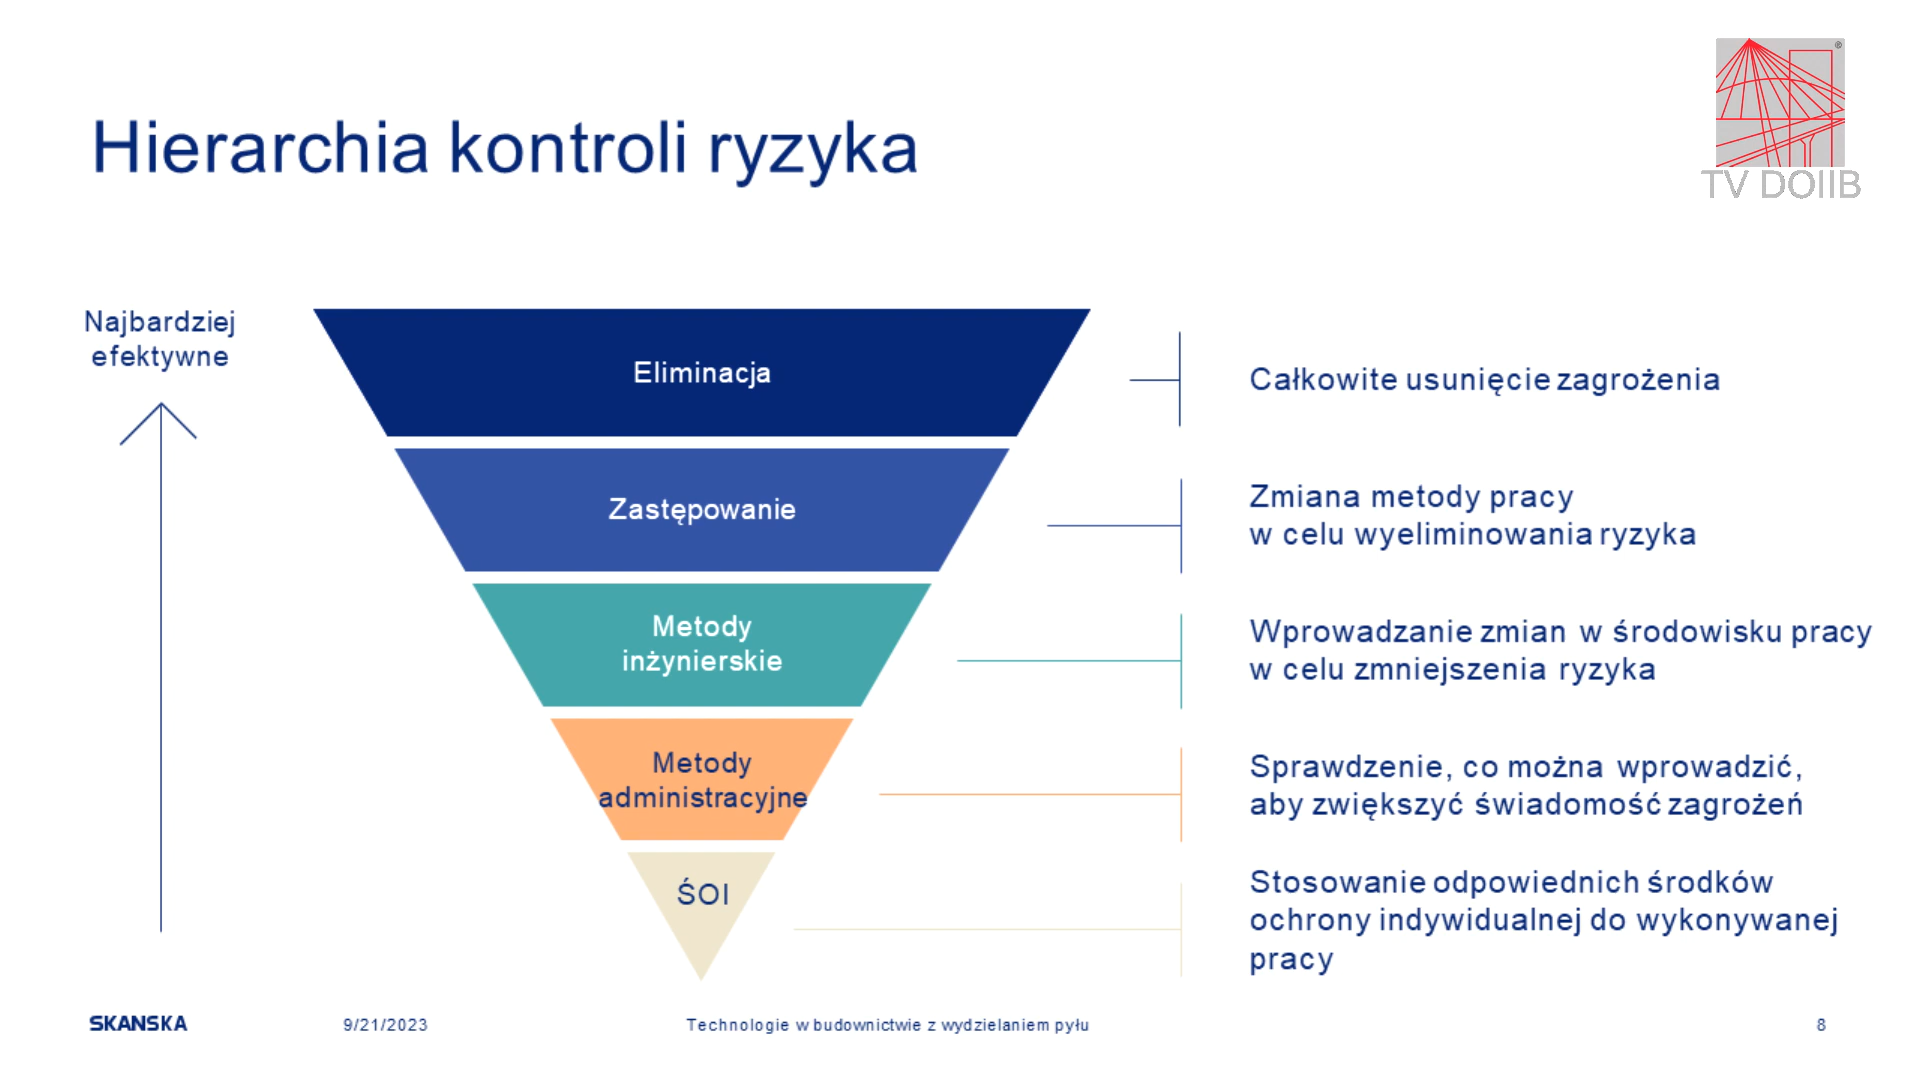 ®
TV DOIIB
Hierarchia kontroli ryzyka
Najbardziej
efektywne
Eliminacja
Całkowite usunięcie zagrożenia
Zastępowanie
Zmiana metody pracy
w celu wyeliminowania ryzyka
Metody
inżynierskie
Wprowadzanie zmian w środowisku pracy
w celu zmniejszenia ryzyka
Metody
administracyjne
Sprawdzenie, co można wprowadzić,
aby zwiększyć świadomość zagrożeń
ŚOI
Stosowanie odpowiednich środków
ochrony indywidualnej do wykonywanej
pracy
SKANSKA
9/21/2023
Technologie w budownictwie z wydzielaniem pyłu
8